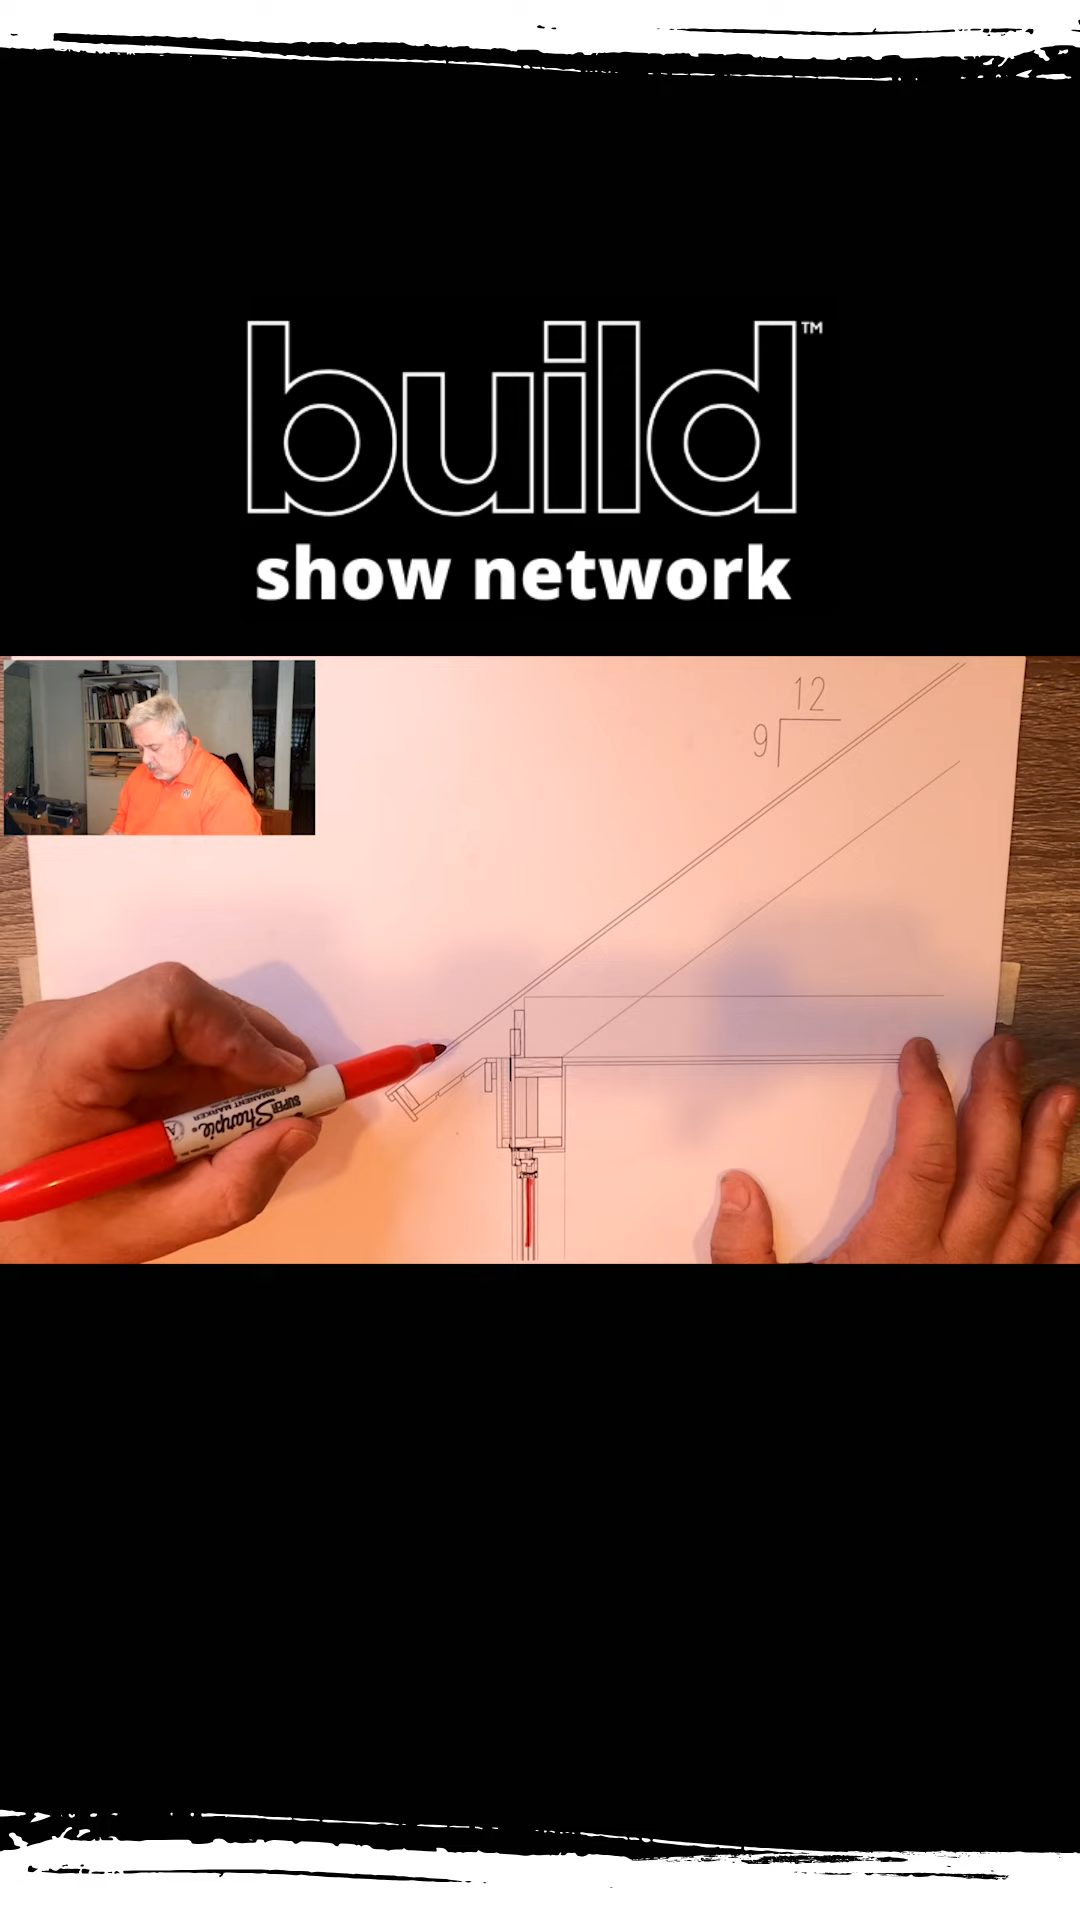 build™
show network
12
9
Super
Sharpie
PERMANENT MARKER